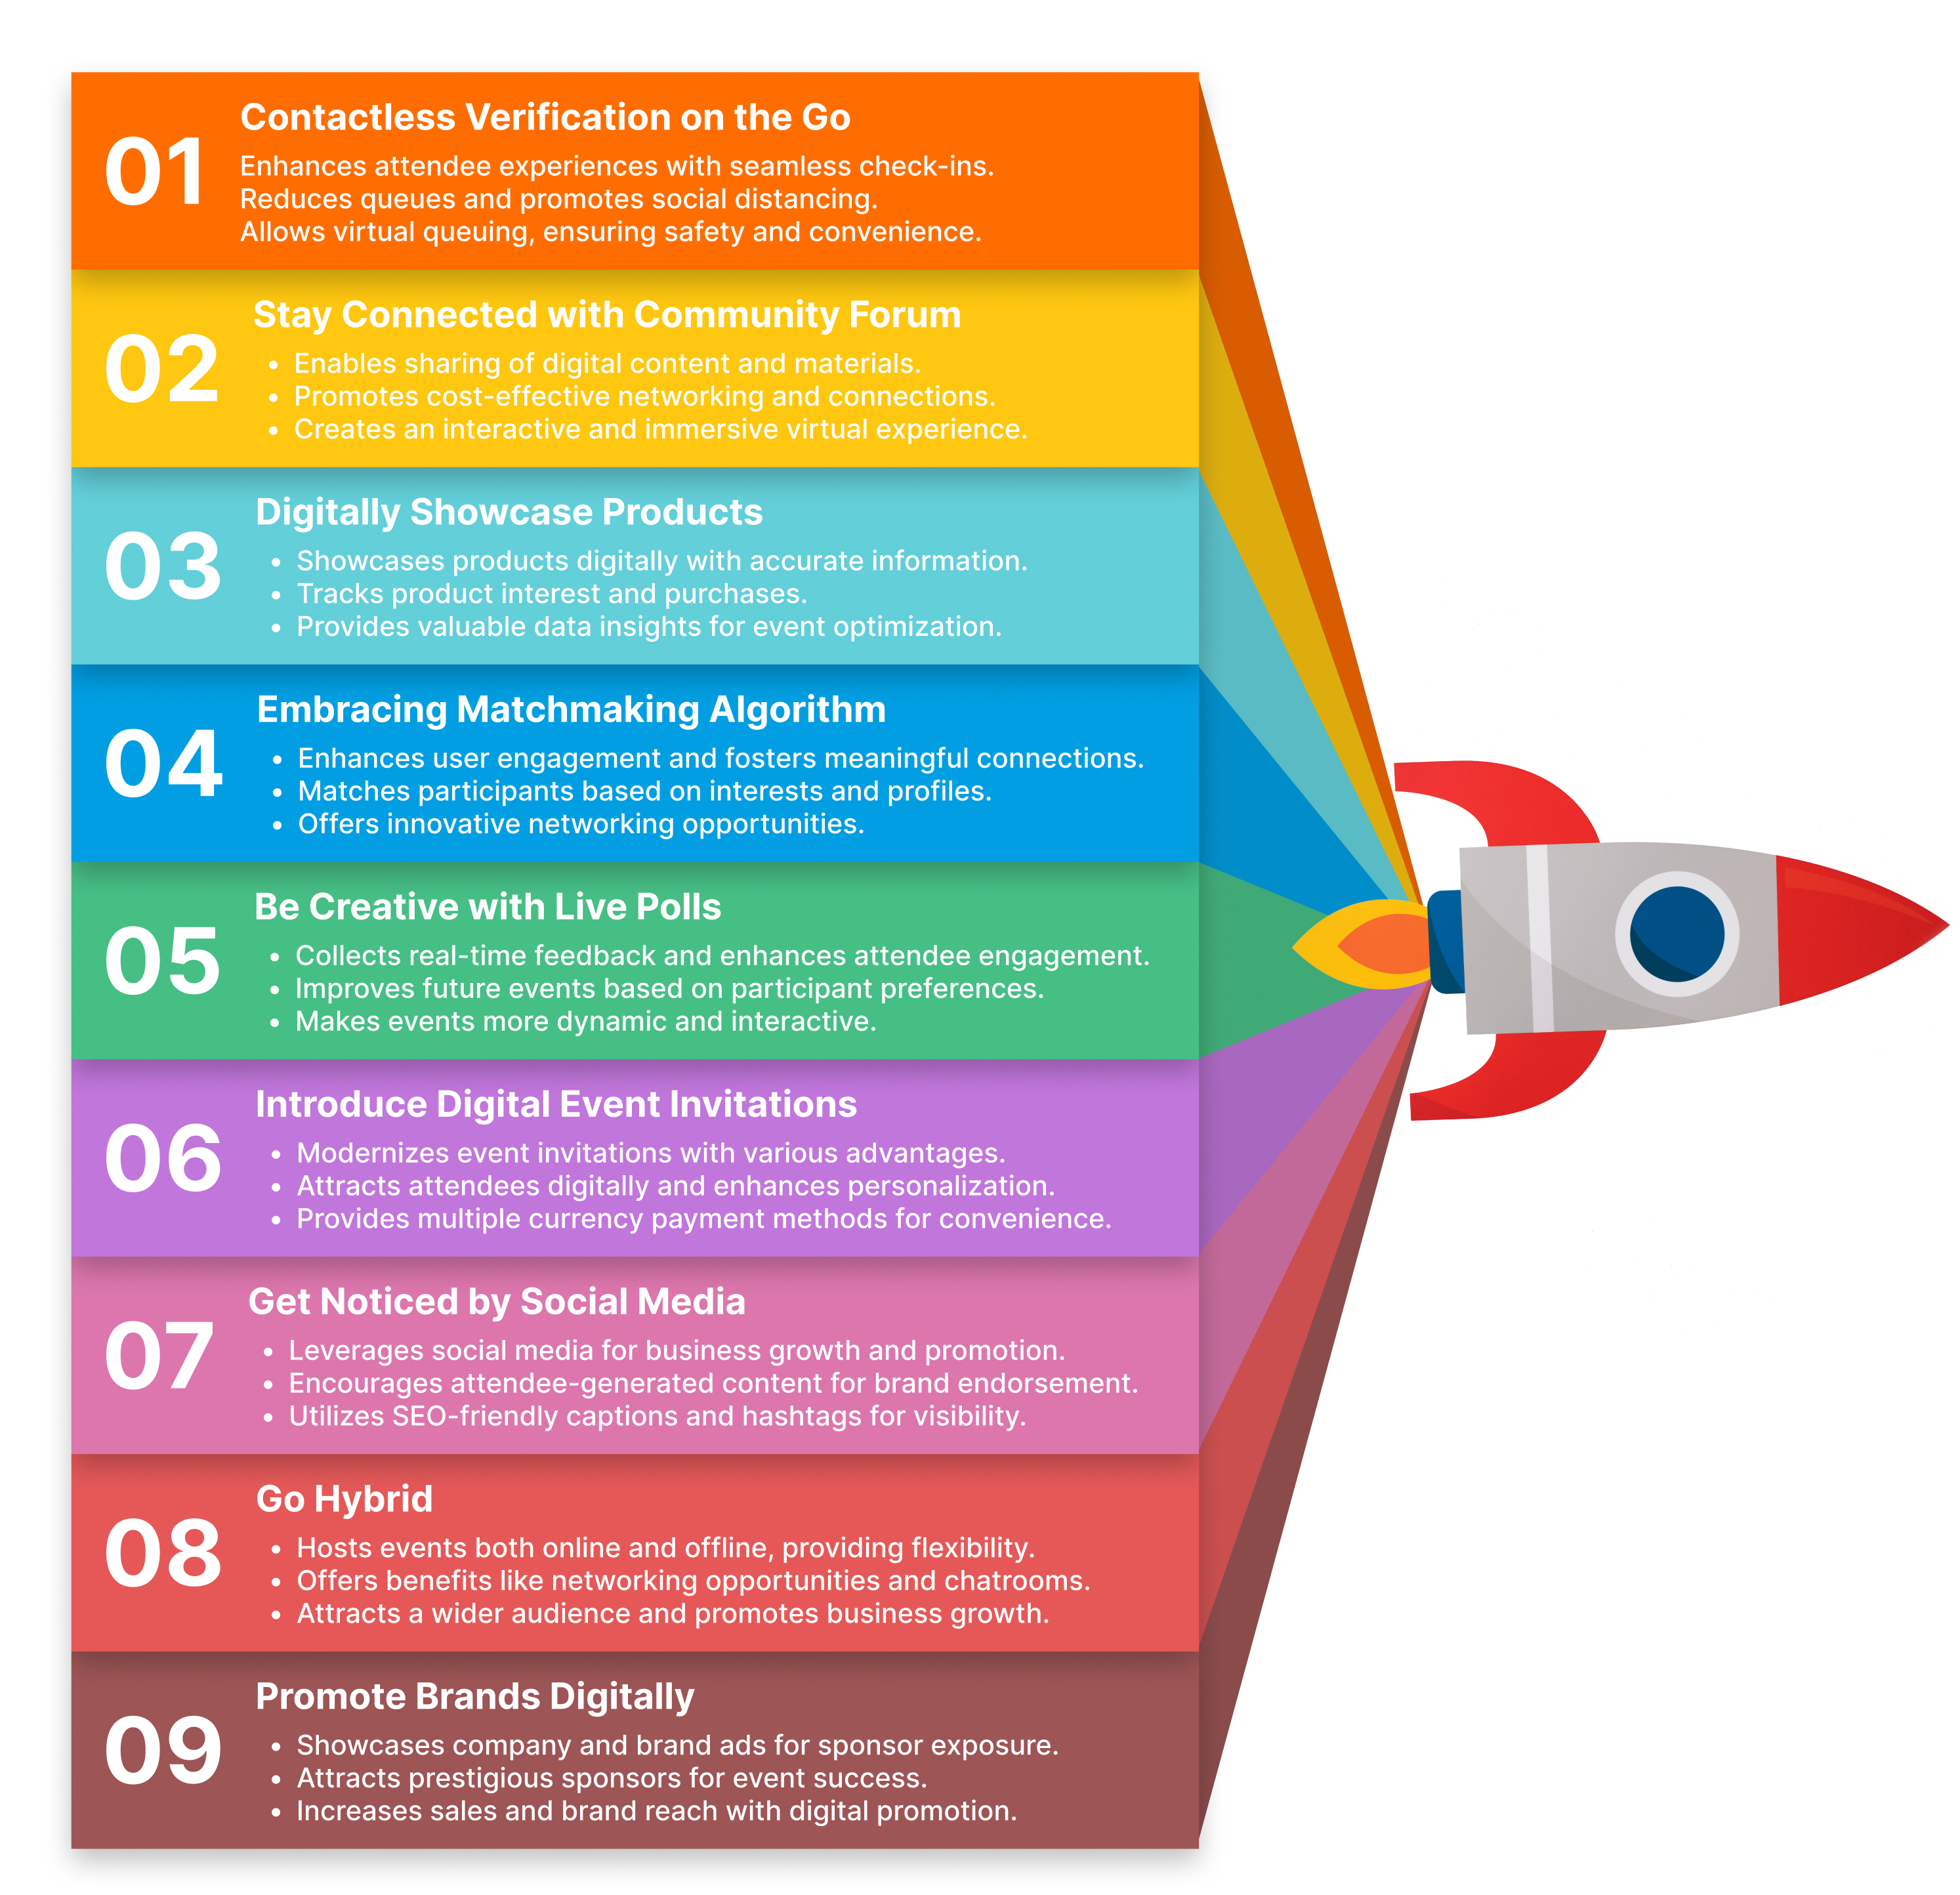 01
Contactless Verification on the Go
Enhances attendee experiences with seamless check-ins.
Reduces queues and promotes social distancing.
Allows virtual queuing, ensuring safety and convenience.
02
Stay Connected with Community Forum
• Enables sharing of digital content and materials.
• Promotes cost-effective networking and connections.
• Creates an interactive and immersive virtual experience.
03
Digitally Showcase Products
• Showcases products digitally with accurate information.
• Tracks product interest and purchases.
• Provides valuable data insights for event optimization.
04
Embracing Matchmaking Algorithm
• Enhances user engagement and fosters meaningful connections.
• Matches participants based on interests and profiles.
• Offers innovative networking opportunities.
05
Be Creative with Live Polls
• Collects real-time feedback and enhances attendee engagement.
• Improves future events based on participant preferences.
• Makes events more dynamic and interactive.
06
Introduce Digital Event Invitations
• Modernizes event invitations with various advantages.
• Attracts attendees digitally and enhances personalization.
• Provides multiple currency payment methods for convenience.
07
Get Noticed by Social Media
• Leverages social media for business growth and promotion.
• Encourages attendee-generated content for brand endorsement.
• Utilizes SEO-friendly captions and hashtags for visibility.
08
Go Hybrid
• Hosts events both online and offline, providing flexibility.
• Offers benefits like networking opportunities and chatrooms.
• Attracts a wider audience and promotes business growth.
09
Promote Brands Digitally
• Showcases company and brand ads for sponsor exposure.
• Attracts prestigious sponsors for event success.
• Increases sales and brand reach with digital promotion.